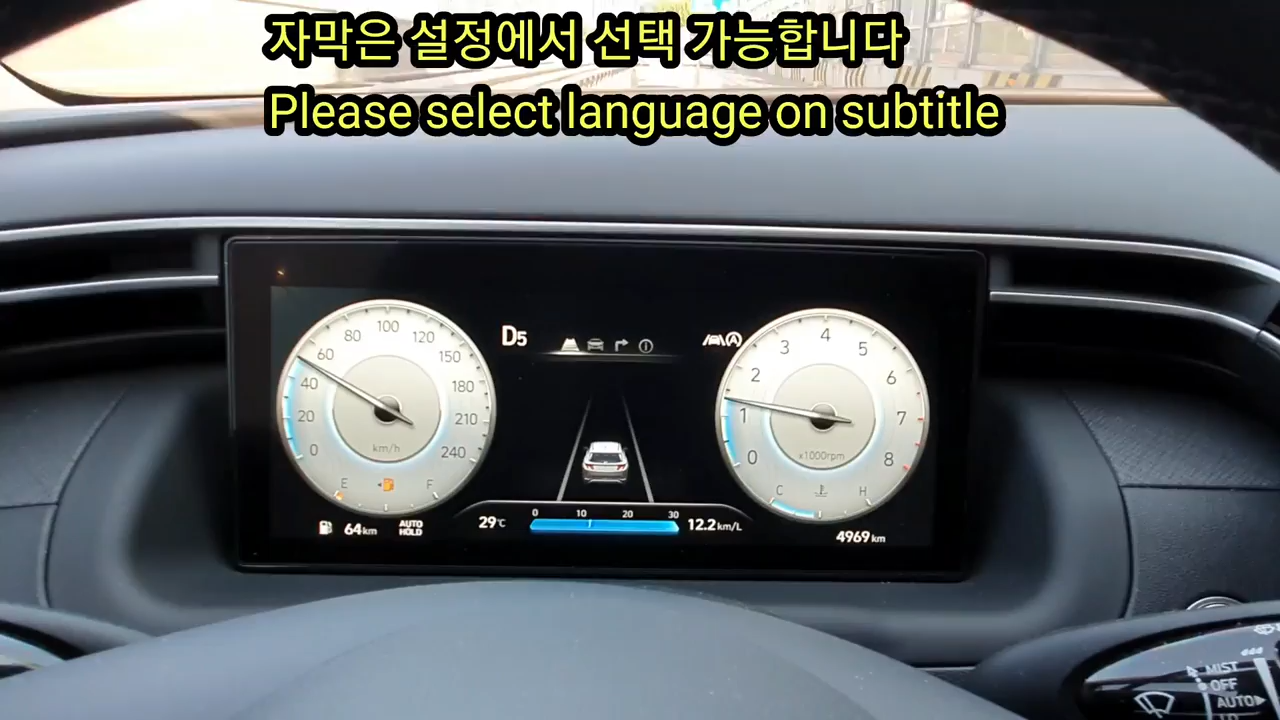 자막은 설정에서 선택 가능합니다
Please select language on subtitle
D5
0 20 40 60 80 100 120 150 180 210 240
km/h
E F
0 1 2 3 4 5 6 7 8
x1000rpm
C H
0 10 20 30
64km
AUTO HOLD
29℃
12.2km/L
4969km
MIST
OFF
AUTO